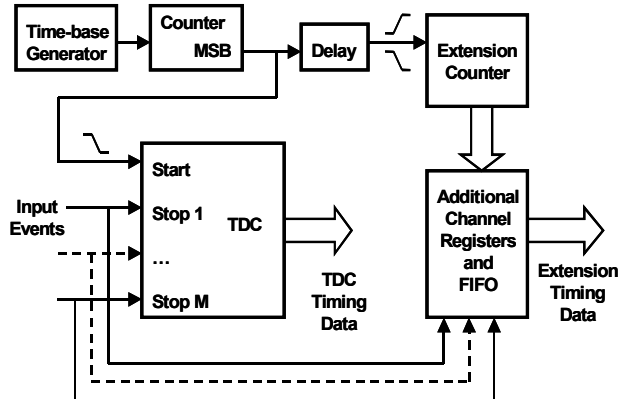 Time-base
Generator
Counter
MSB
Delay
Extension
Counter
Start
Input
Events
Stop 1
TDC
...
Stop M
TDC
Timing
Data
Additional
Channel
Registers
and
FIFO
Extension
Timing
Data